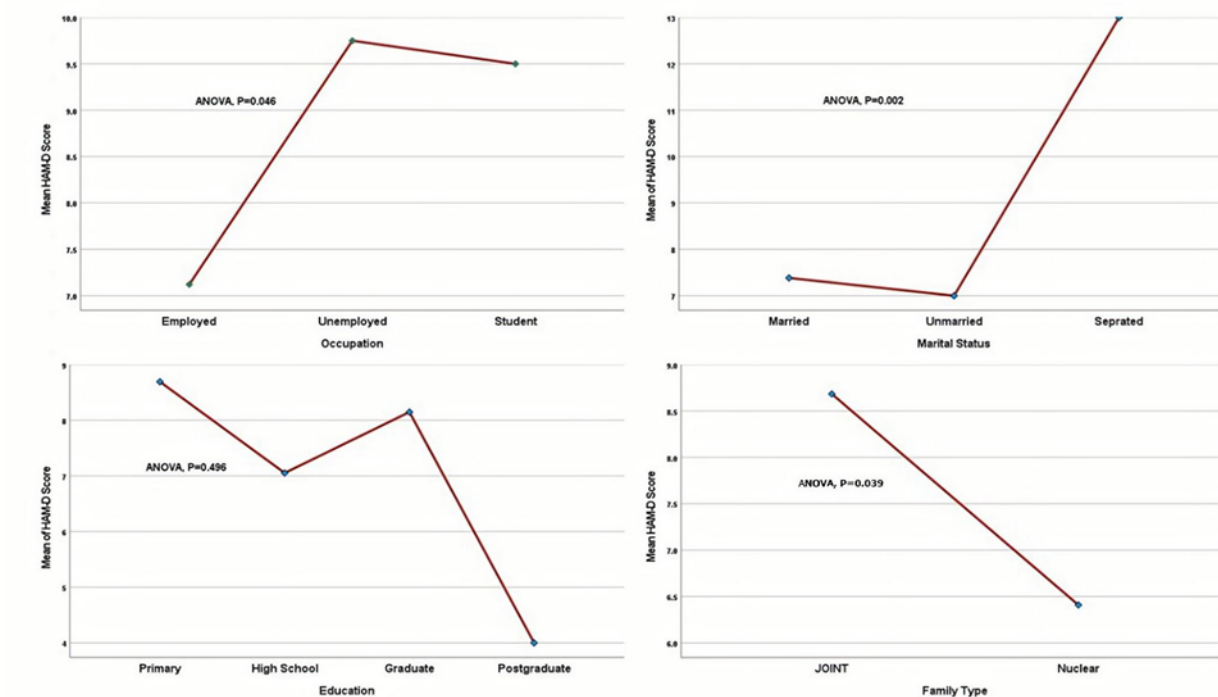 10.0
9.5
9.0
8.5
8.0
7.5
7.0
Mean HAM-D Score
ANOVA, P=0.046
Employed Unemployed Student
Occupation
13
12
11
10
9
8
7
Mean of HAM-D Score
ANOVA, P=0.002
Married Unmarried Seprated
Marital Status
9
8
7
6
5
4
Mean of HAM-D Score
ANOVA, P=0.496
Primary High School Graduate Postgraduate
Education
9.0
8.5
8.0
7.5
7.0
6.5
6.0
Mean HAM-D Score
ANOVA, P=0.039
JOINT Nuclear
Family Type